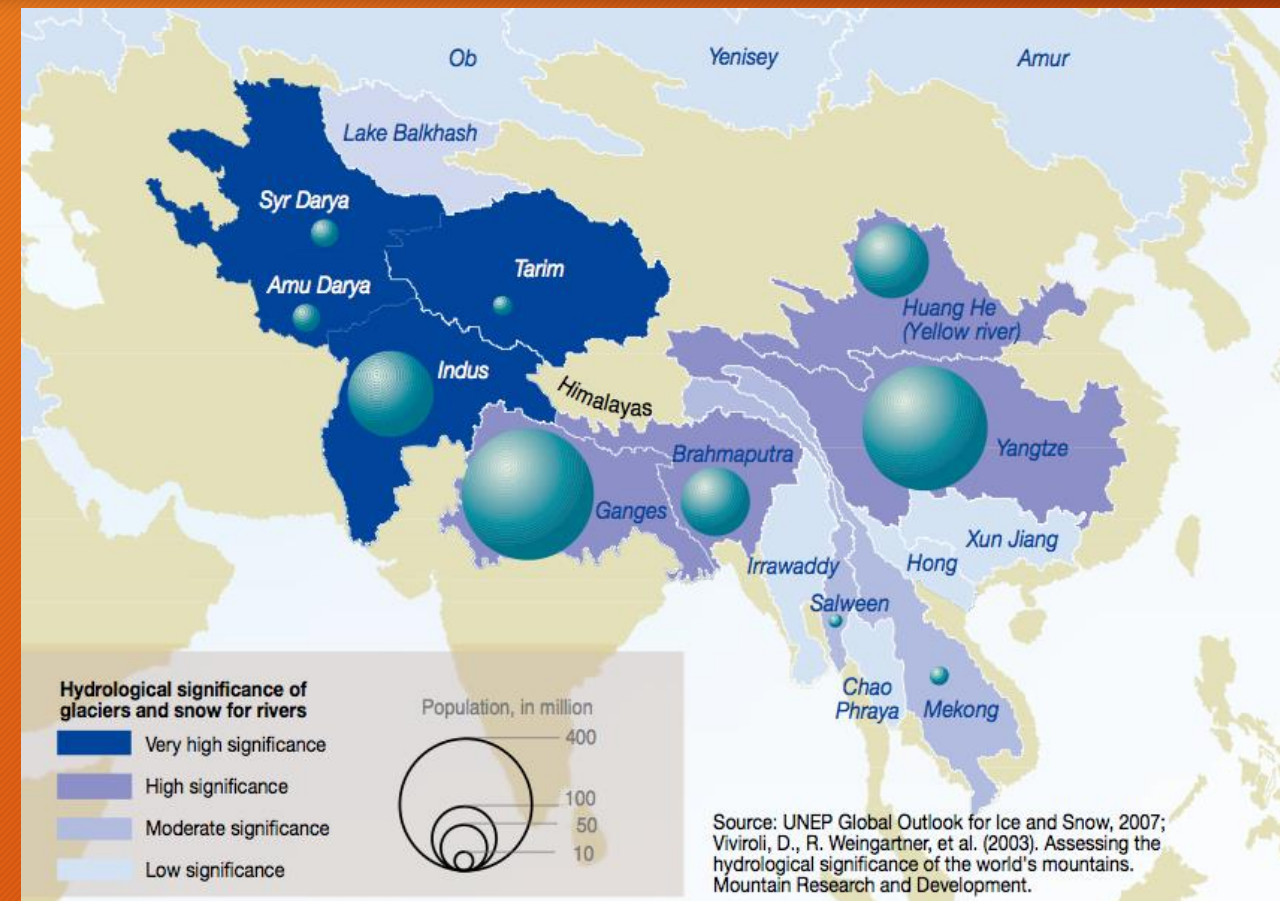 Ob
Yenisey
Amur
Lake Balkhash
Syr Darya
Amu Darya
Tarim
Huang He
(Yellow river)
Indus
Himalayas
Brahmaputra
Yangtze
Ganges
Xun Jiang
Hong
Irrawaddy
Salween
Chao
Phraya
Mekong
Hydrological significance of
glaciers and snow for rivers
Very high significance
High significance
Moderate significance
Low significance
Population, in million
400
100
50
10
Source: UNEP Global Outlook for Ice and Snow, 2007;
Viviroli, D., R. Weingartner, et al. (2003). Assessing the
hydrological significance of the world's mountains.
Mountain Research and Development.